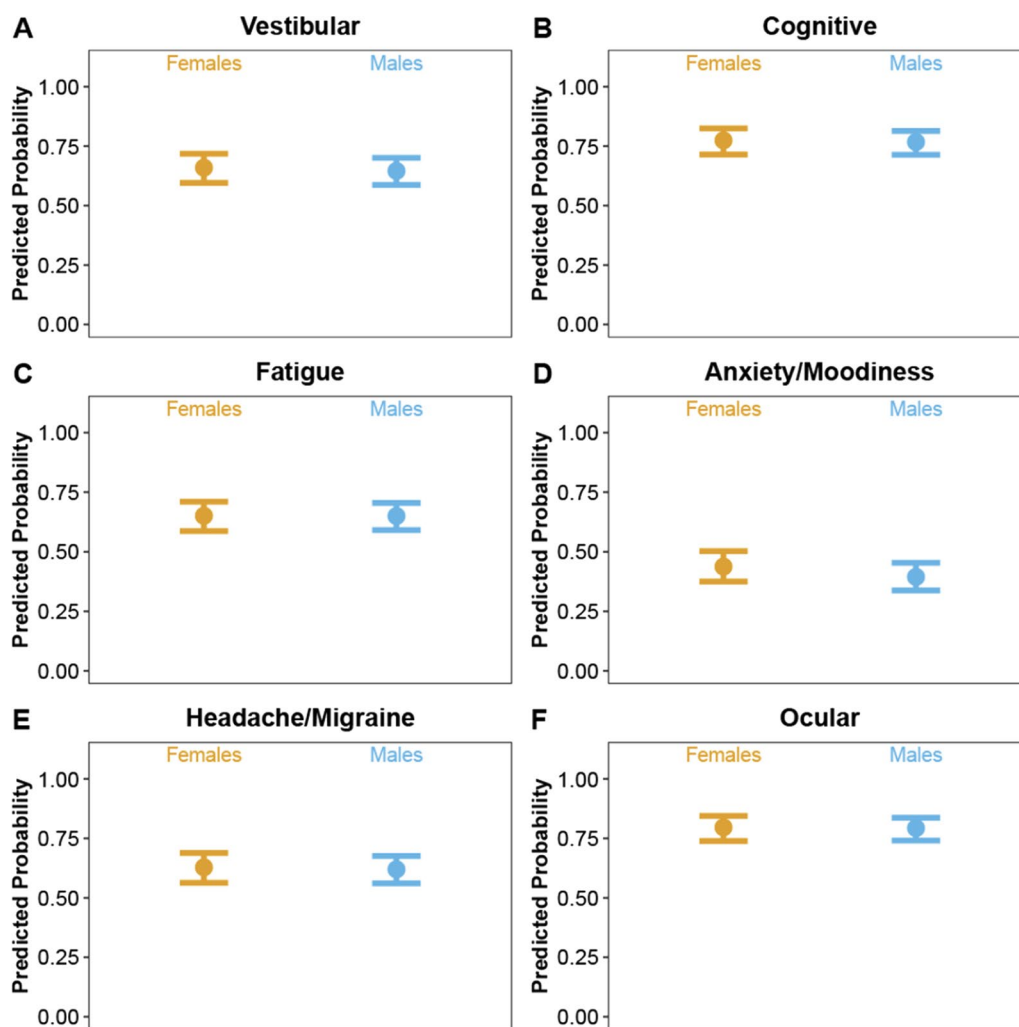 A Vestibular
Females Males
Predicted Probability
1.00
0.75
0.50
0.25
0.00
B Cognitive
Females Males
Predicted Probability
1.00
0.75
0.50
0.25
0.00
C Fatigue
Females Males
Predicted Probability
1.00
0.75
0.50
0.25
0.00
D Anxiety/Moodiness
Females Males
Predicted Probability
1.00
0.75
0.50
0.25
0.00
E Headache/Migraine
Females Males
Predicted Probability
1.00
0.75
0.50
0.25
0.00
F Ocular
Females Males
Predicted Probability
1.00
0.75
0.50
0.25
0.00